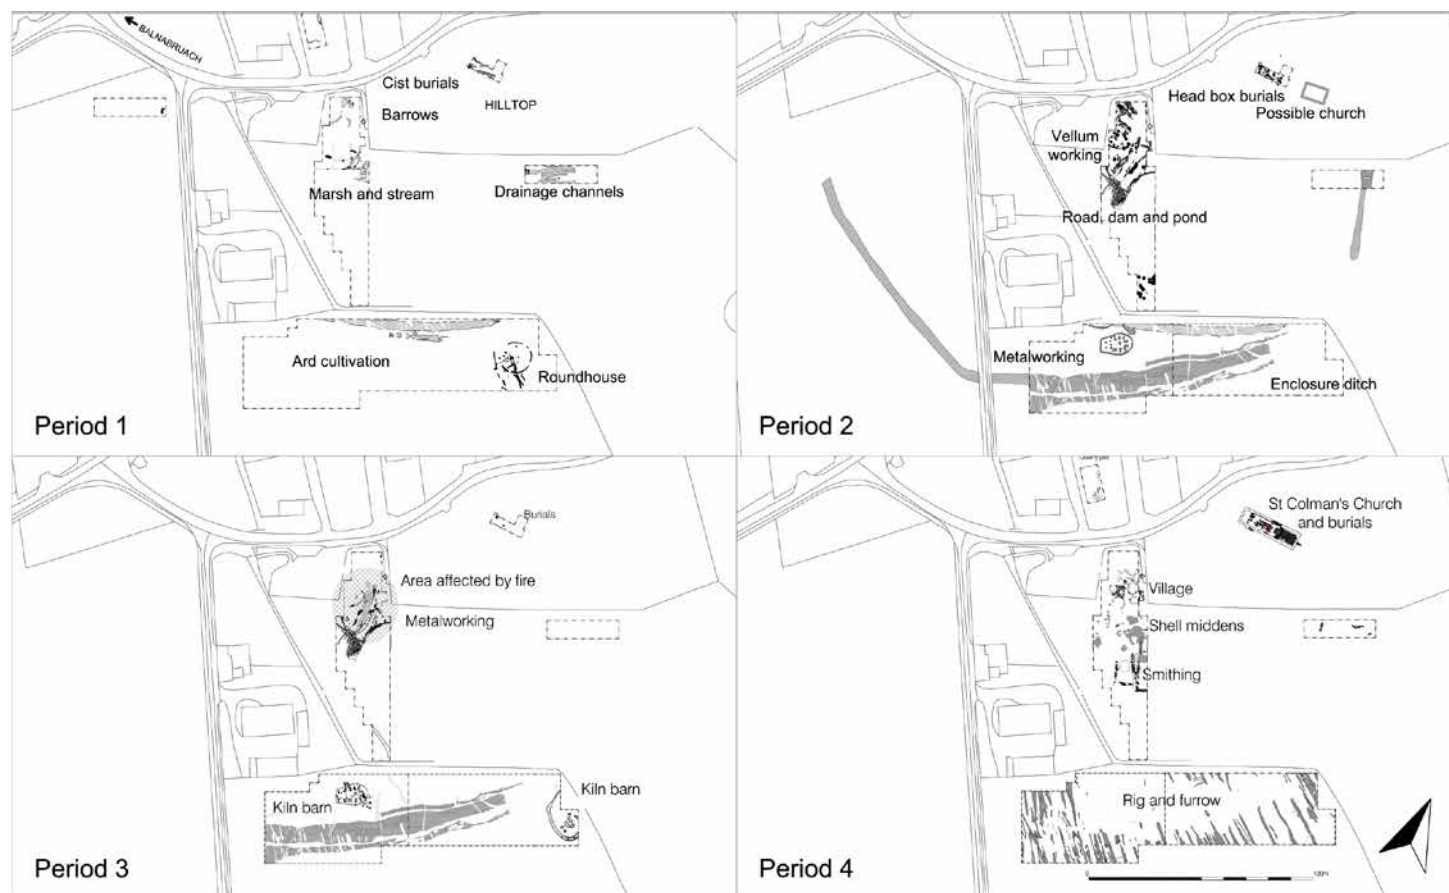 BALNABRUACH
Cist burials
HILLTOP
Barrows
Marsh and stream
Drainage channels
Ard cultivation
Roundhouse
Period 1
Head box burials
Possible church
Vellum
working
Road, dam and pond
Metalworking
Enclosure ditch
Period 2
Burials
Area affected by fire
Metalworking
Kiln barn
Kiln barn
Period 3
St Colman's Church
and burials
Village
Shell middens
Smithing
Rig and furrow
Period 4
0